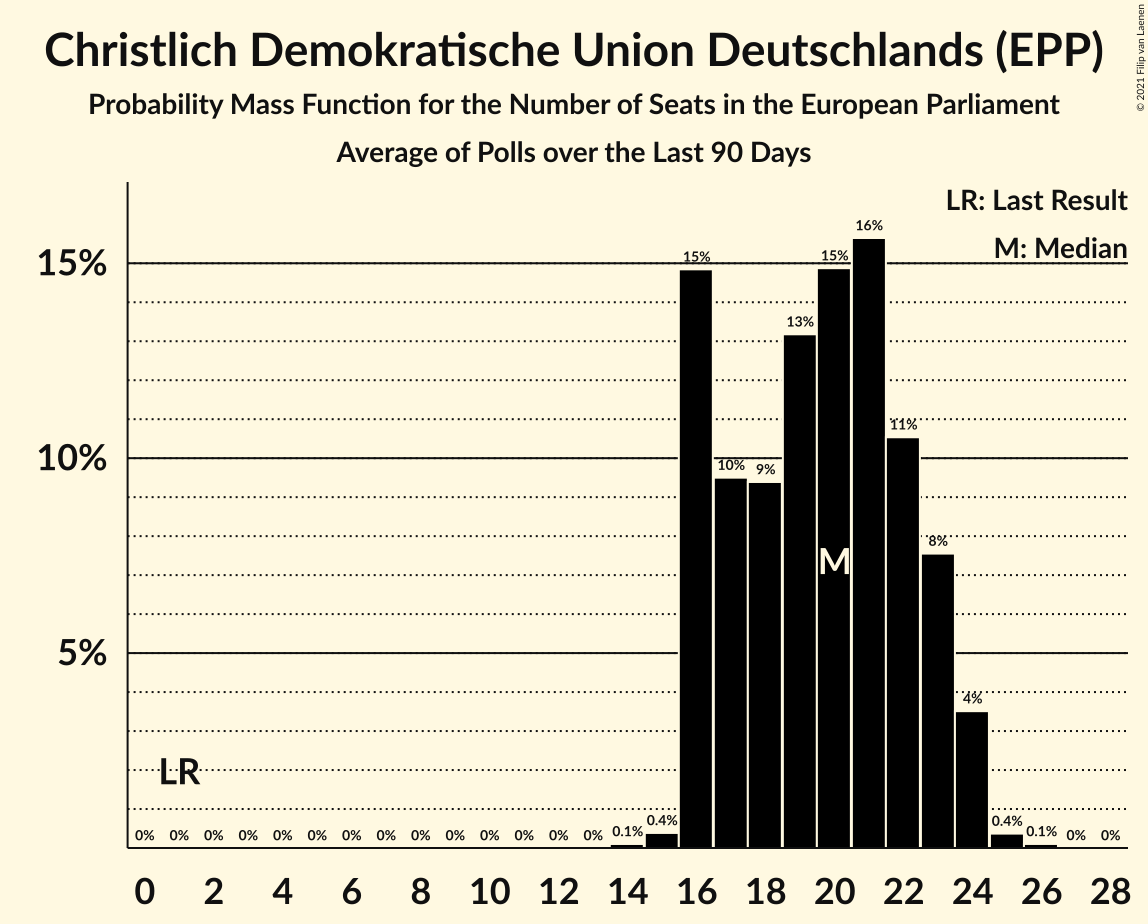 Christlich Demokratische Union Deutschlands (EPP)
Probability Mass Function for the Number of Seats in the European Parliament
Average of Polls over the Last 90 Days
© 2021 Filip van Laenen
LR: Last Result
M: Median
15%
10%
5%
16%
15%
15%
13%
11%
10%
9%
8%
M
4%
LR
0% 0% 0% 0% 0% 0% 0% 0% 0% 0% 0% 0% 0% 0% 0.1% 0.4% 0.4% 0.1% 0% 0%
0 2 4 6 8 10 12 14 16 18 20 22 24 26 28